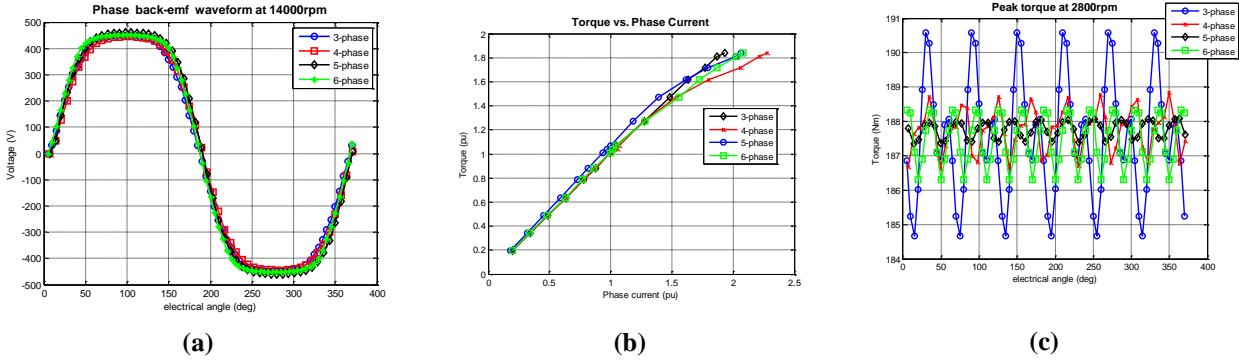 Phase back-emf waveform at 14000rpm
500
400
300
200
100
0
-100
-200
-300
-400
-500
Voltage (V)
0 50 100 150 200 250 300 350 400
electrical angle (deg)
3-phase
4-phase
5-phase
6-phase
(a)
Torque vs. Phase Current
2
1.8
1.6
1.4
1.2
1
0.8
0.6
0.4
0.2
0
Torque (pu)
0 0.5 1 1.5 2 2.5
Phase current (pu)
3-phase
4-phase
5-phase
6-phase
(b)
Peak torque at 2800rpm
191
190
189
188
187
186
185
184
Torque (Nm)
0 50 100 150 200 250 300 350 400
electrical angle (deg)
3-phase
4-phase
5-phase
6-phase
(c)